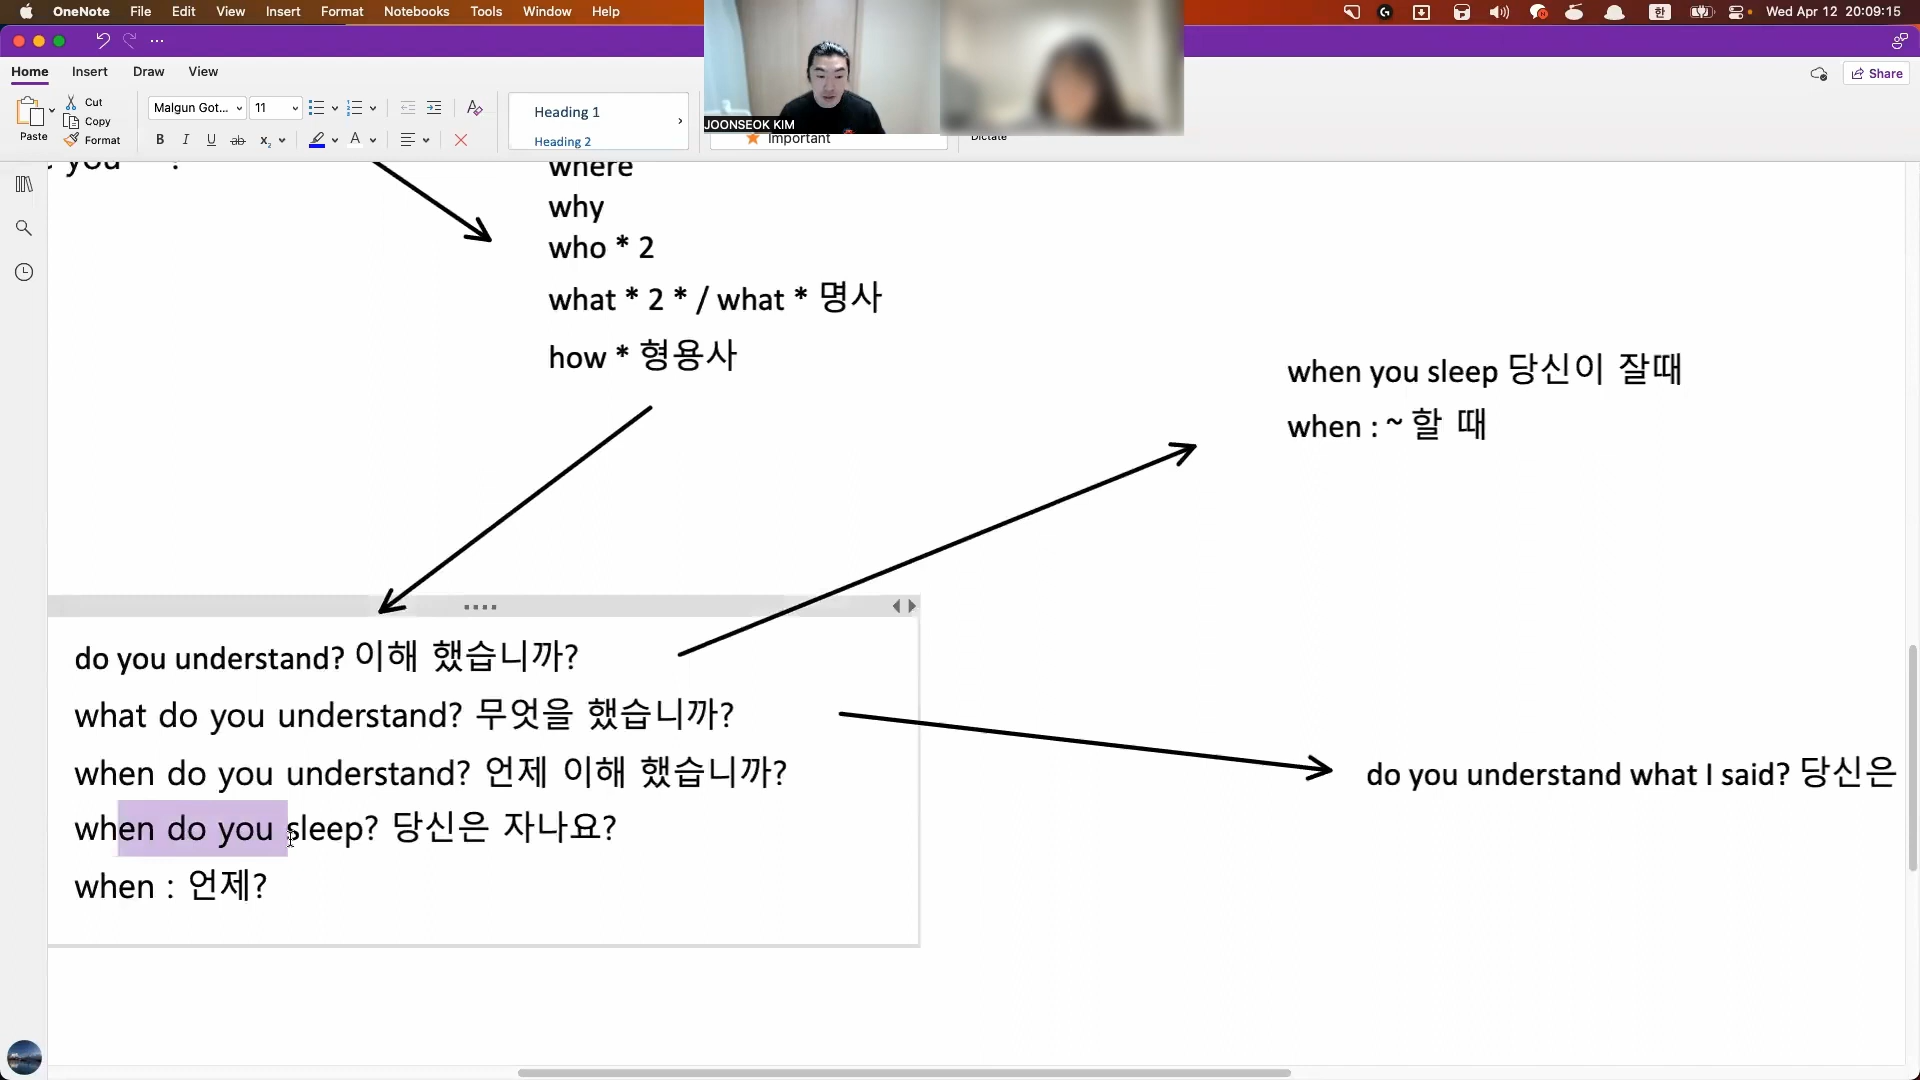 OneNote File Edit View Insert Format Notebooks Tools Window Help
한 Wed Apr 12 20:09:15
Home Insert Draw View
Share
Paste
Cut
Copy
Format
Malgun Got... 11
B I U ab x₂ A
Heading 1
Heading 2
Important
JOONSEOK KIM
you ?
where
why
who * 2
what * 2 * / what * 명사
how * 형용사
when you sleep 당신이 잘때
when : ~ 할 때
do you understand? 이해 했습니까?
what do you understand? 무엇을 했습니까?
when do you understand? 언제 이해 했습니까?
when do you sleep? 당신은 자나요?
when : 언제?
do you understand what I said? 당신은